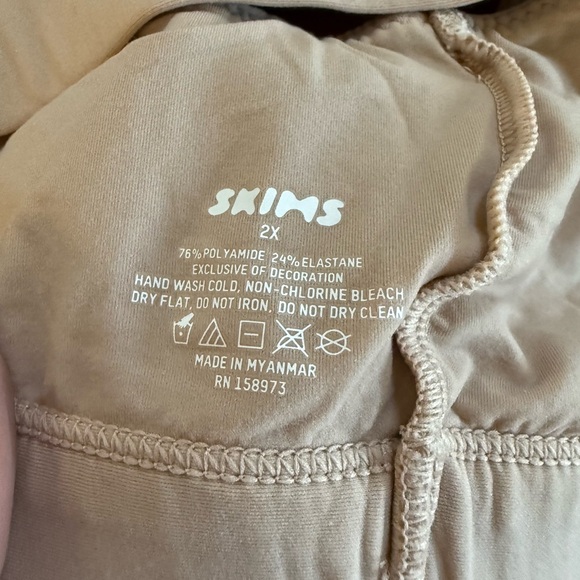 SKIMS
2X
76% POLYAMIDE 24% ELASTANE
EXCLUSIVE OF DECORATION
HAND WASH COLD, NON-CHLORINE BLEACH
DRY FLAT, DO NOT IRON, DO NOT DRY CLEAN
MADE IN MYANMAR
RN 158973